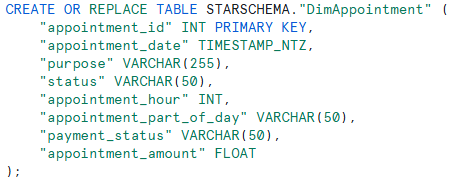 CREATE OR REPLACE TABLE STARSCHEMA."DimAppointment" (
    "appointment_id" INT PRIMARY KEY,
    "appointment_date" TIMESTAMP_NTZ,
    "purpose" VARCHAR(255),
    "status" VARCHAR(50),
    "appointment_hour" INT,
    "appointment_part_of_day" VARCHAR(50),
    "payment_status" VARCHAR(50),
    "appointment_amount" FLOAT
);